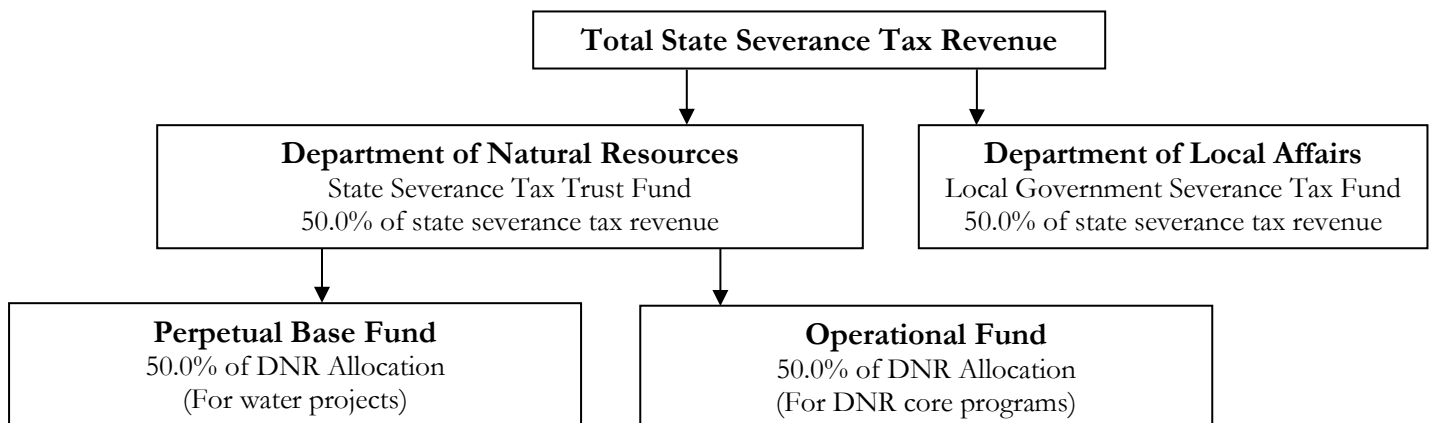 Total State Severance Tax Revenue
Department of Natural Resources
State Severance Tax Trust Fund
50.0% of state severance tax revenue
Department of Local Affairs
Local Government Severance Tax Fund
50.0% of state severance tax revenue
Perpetual Base Fund
50.0% of DNR Allocation
(For water projects)
Operational Fund
50.0% of DNR Allocation
(For DNR core programs)